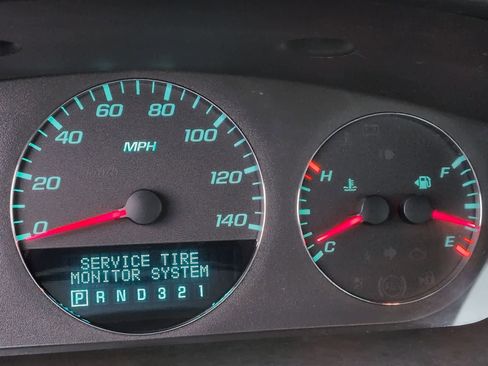 0
20
40
60
80
100
120
140
MPH
SERVICE TIRE
MONITOR SYSTEM
P R N D 3 2 1
H
C
F
E